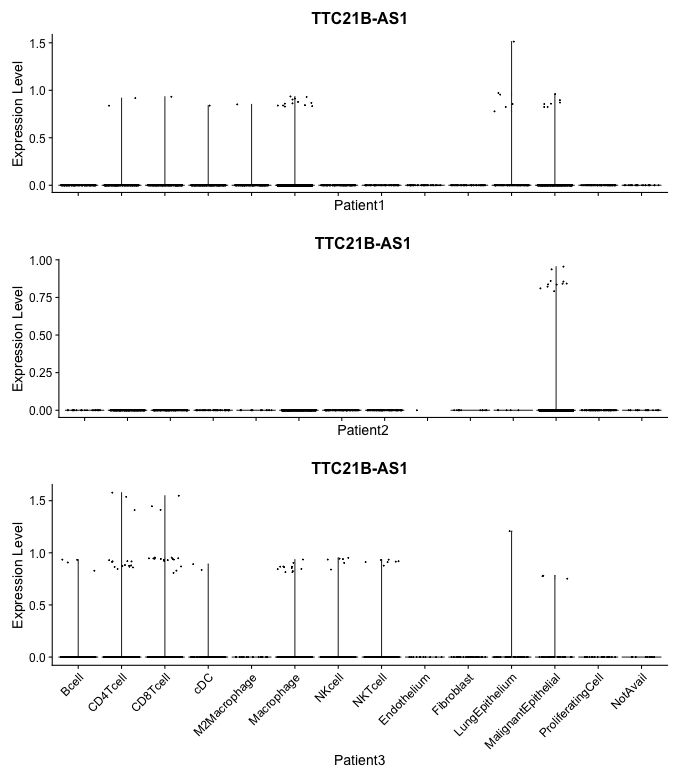 TTC21B-AS1
Expression Level
1.5
1.0
0.5
0.0
Patient1
TTC21B-AS1
Expression Level
1.00
0.75
0.50
0.25
0.00
Patient2
TTC21B-AS1
Expression Level
1.5
1.0
0.5
0.0
Bcell
CD4Tcell
CD8Tcell
cDC
M2Macrophage
Macrophage
NKcell
NKTcell
Endothelium
Fibroblast
LungEpithelium
MalignantEpithelial
ProliferatingCell
NotAvail
Patient3